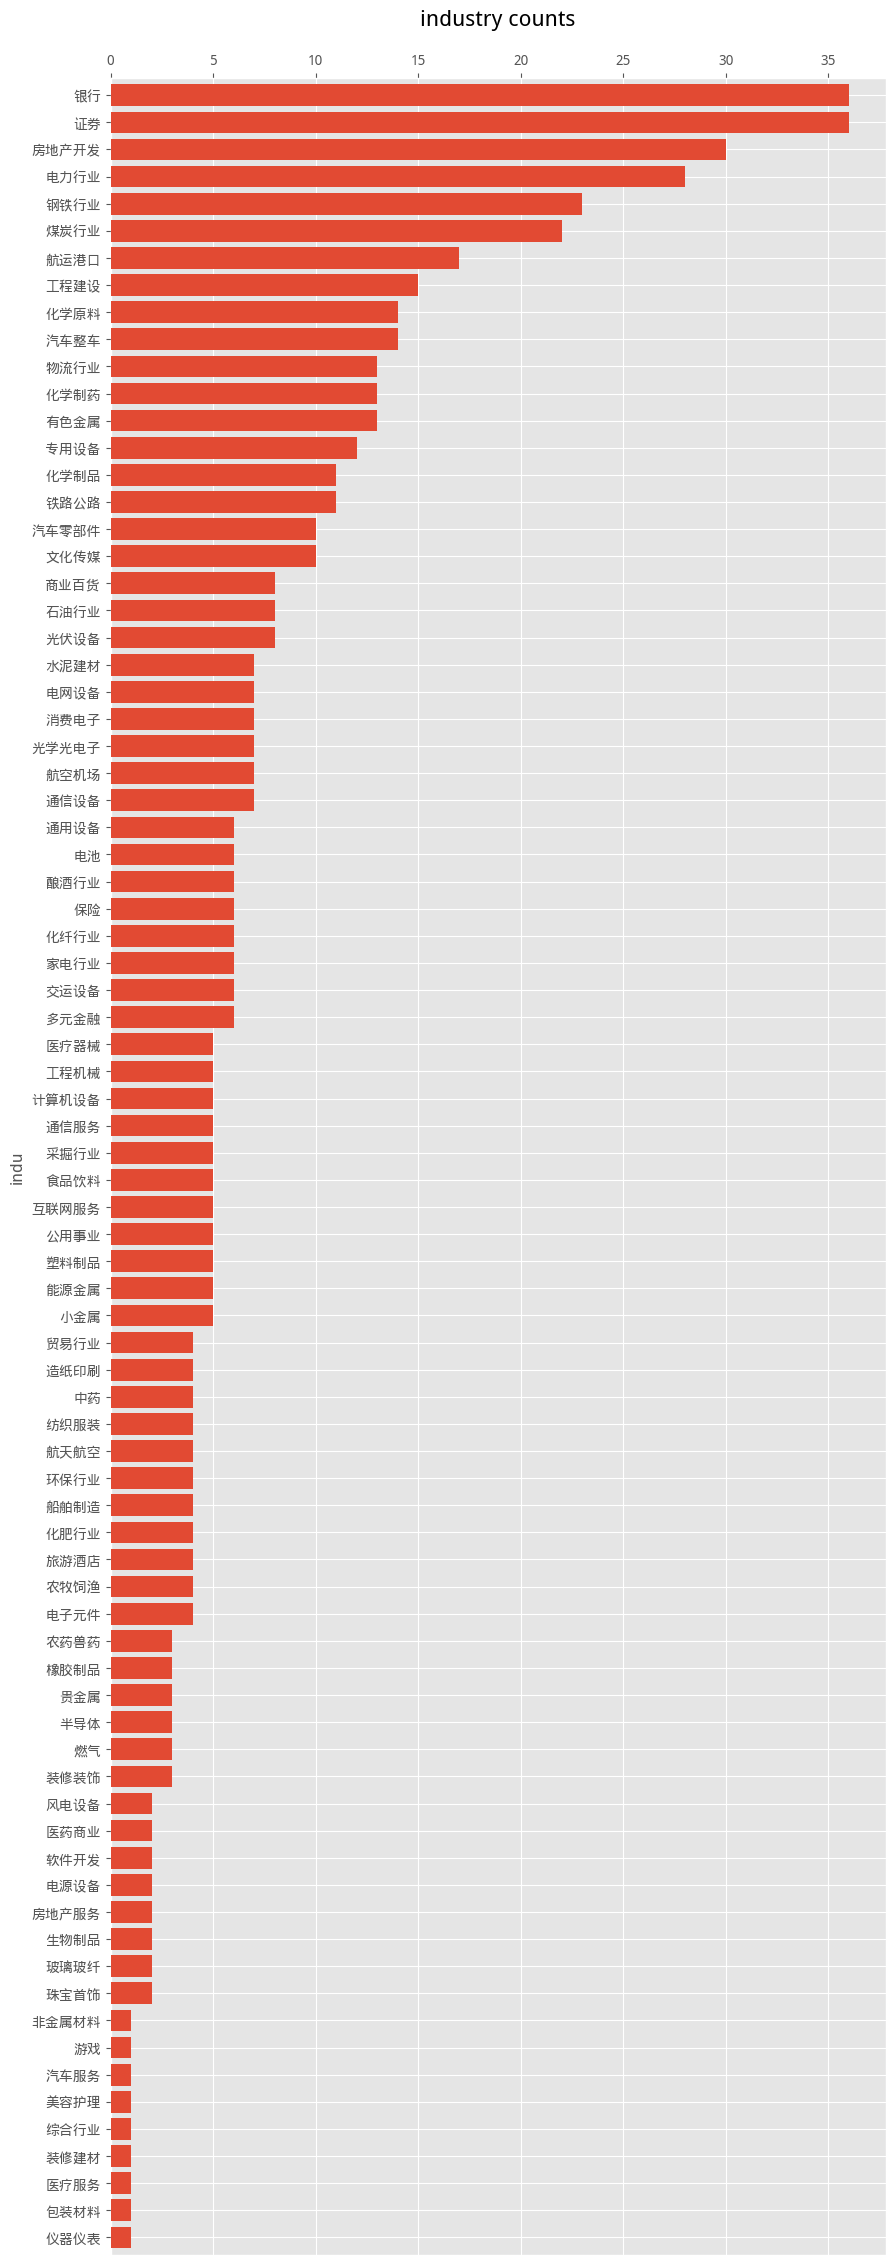 industry counts
0 5 10 15 20 25 30 35
银行
证券
房地产开发
电力行业
钢铁行业
煤炭行业
航运港口
工程建设
化学原料
汽车整车
物流行业
化学制药
有色金属
专用设备
化学制品
铁路公路
汽车零部件
文化传媒
商业百货
石油行业
光伏设备
水泥建材
电网设备
消费电子
光学光电子
航空机场
通信设备
通用设备
电池
酿酒行业
保险
化纤行业
家电行业
交运设备
多元金融
医疗器械
工程机械
计算机设备
通信服务
采掘行业
食品饮料
互联网服务
公用事业
塑料制品
能源金属
小金属
贸易行业
造纸印刷
中药
纺织服装
航天航空
环保行业
船舶制造
化肥行业
旅游酒店
农牧饲渔
电子元件
农药兽药
橡胶制品
贵金属
半导体
燃气
装修装饰
风电设备
医药商业
软件开发
电源设备
房地产服务
生物制品
玻璃玻纤
珠宝首饰
非金属材料
游戏
汽车服务
美容护理
综合行业
装修建材
医疗服务
包装材料
仪器仪表
indu